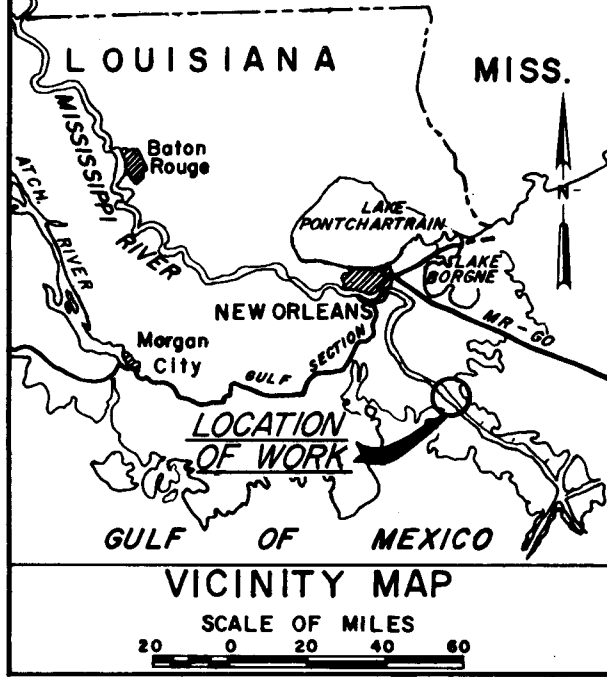 LOUISIANA
MISS.
MISSISSIPPI
RIVER
Baton
Rouge
ATCH.
RIVER
LAKE
PONTCHARTRAIN
N
LAKE
BORGNE
NEW ORLEANS
MR-GO
Morgan
City
GULF
SECTION
LOCATION
OF WORK
GULF OF MEXICO
VICINITY MAP
SCALE OF MILES
20 0 20 40 60